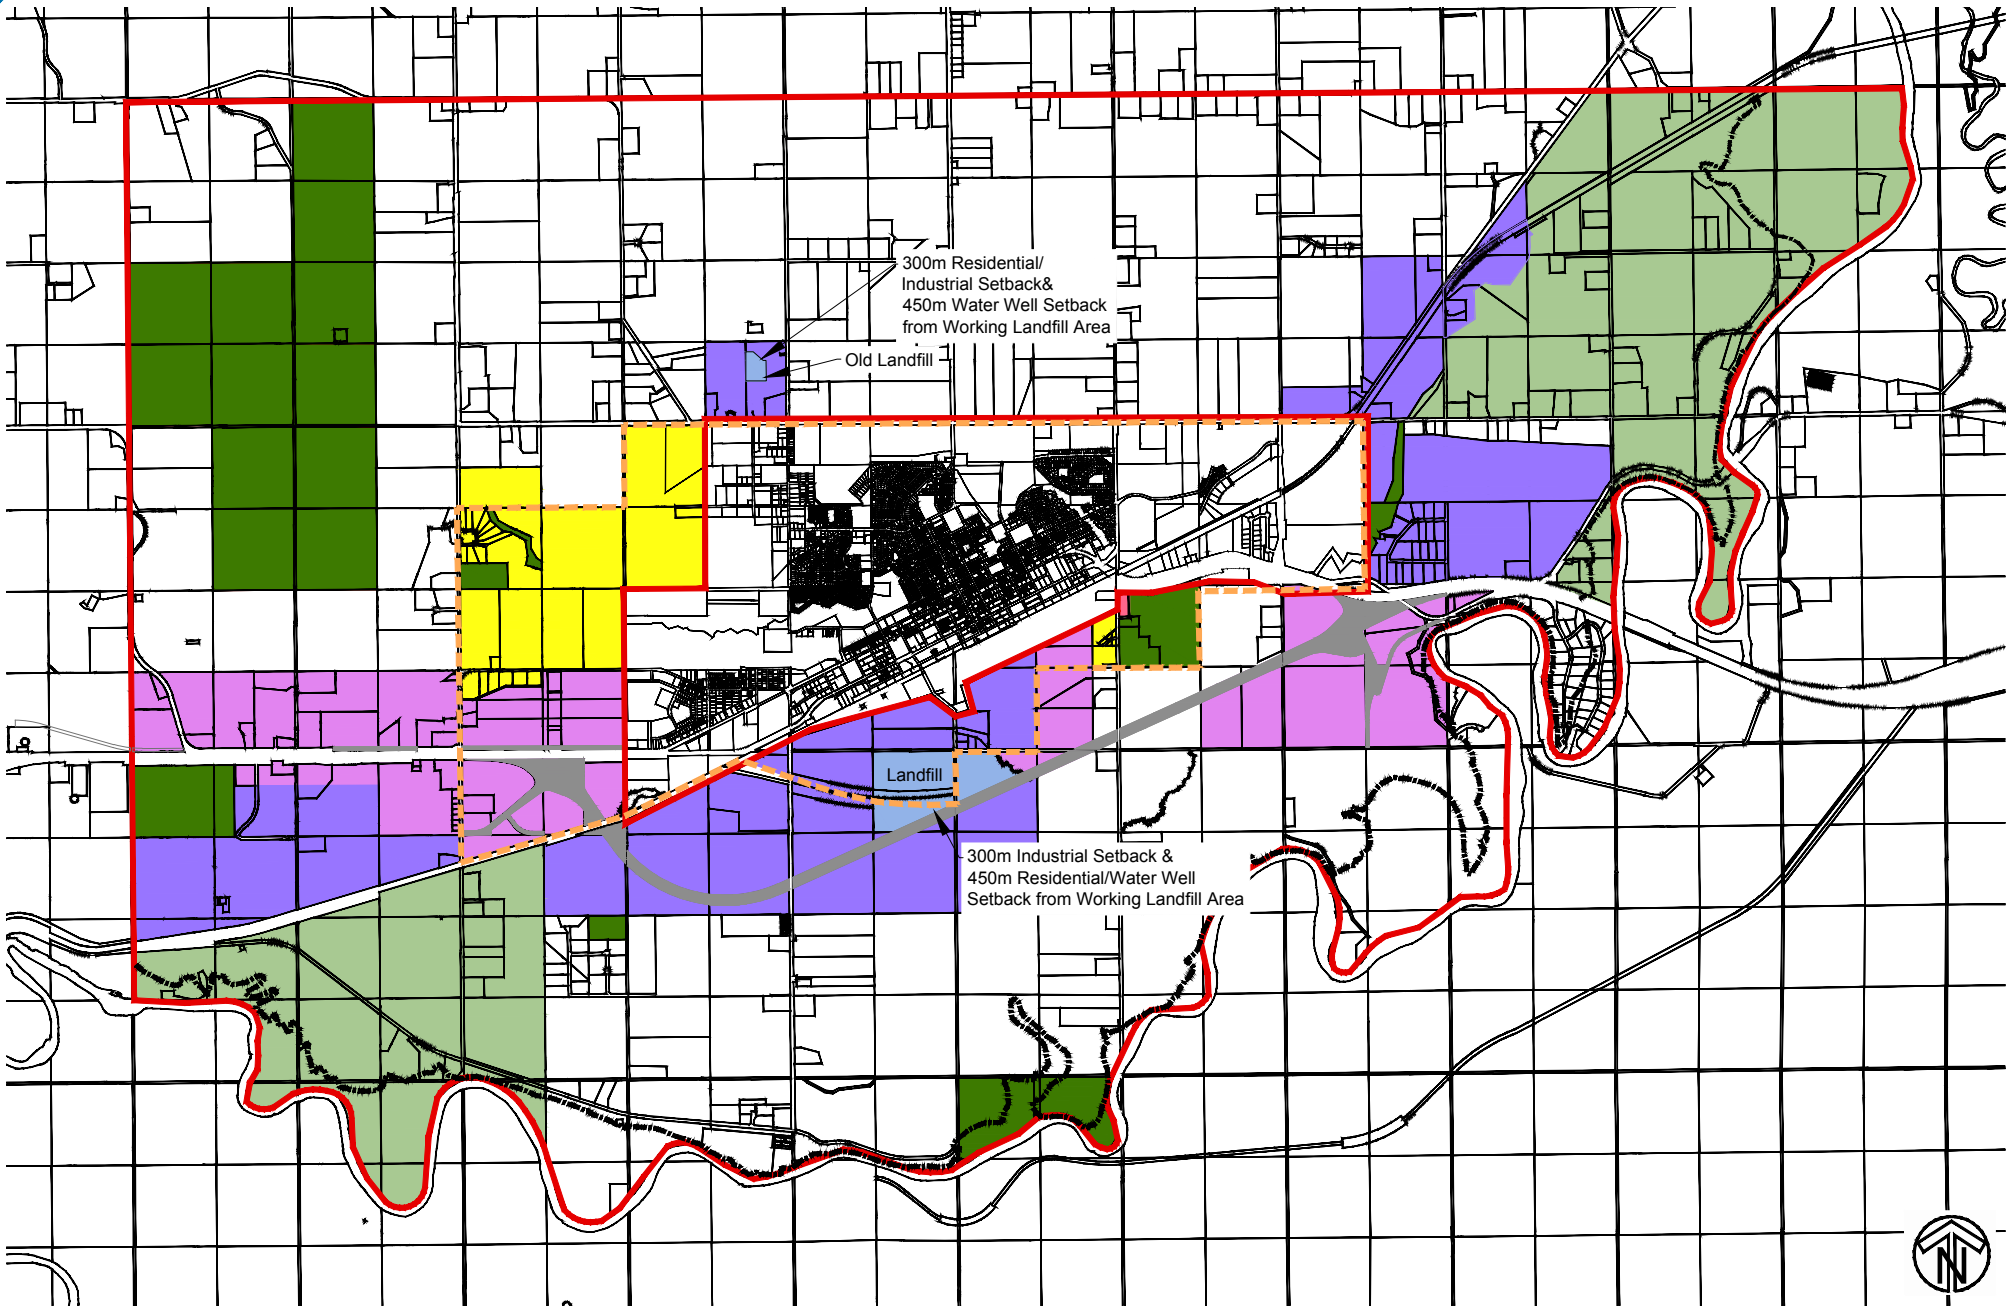 300m Residential/
Industrial Setback&
450m Water Well Setback
from Working Landfill Area
Old Landfill
Landfill
300m Industrial Setback &
450m Residential/Water Well
Setback from Working Landfill Area
N